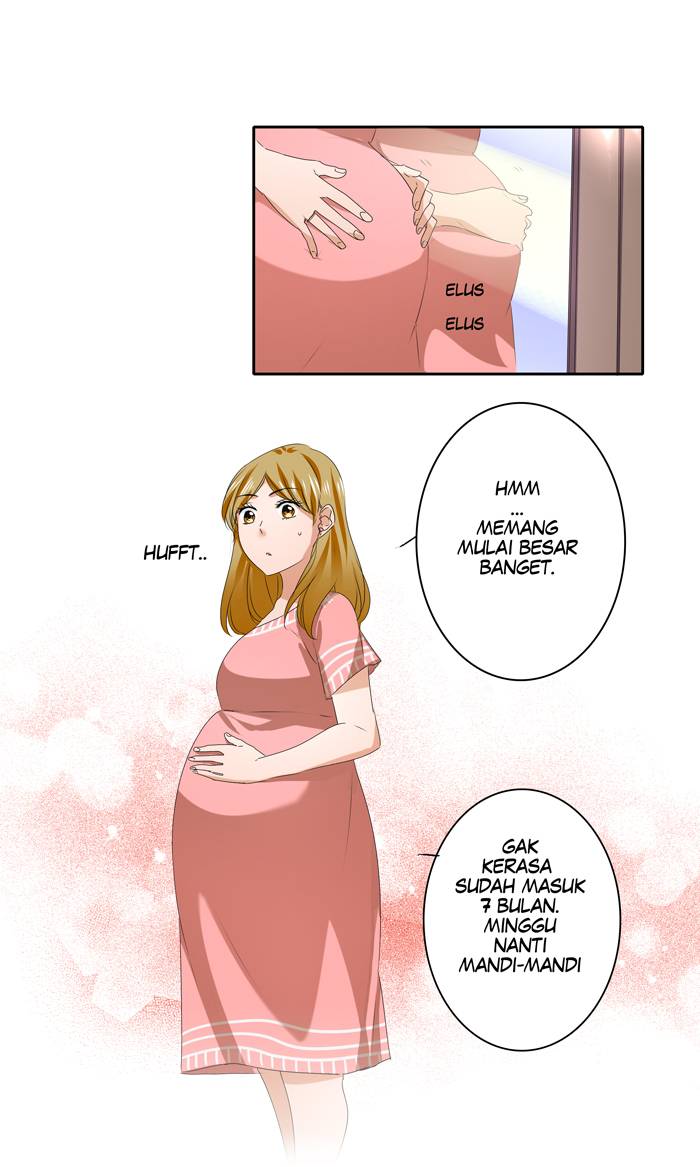 ELUS
ELUS
HMM
...
MEMANG
MULAI BESAR
BANGET.
HUFFT..
GAK
KERASA
SUDAH MASUK
7 BULAN.
MINGGU
NANTI
MANDI-MANDI